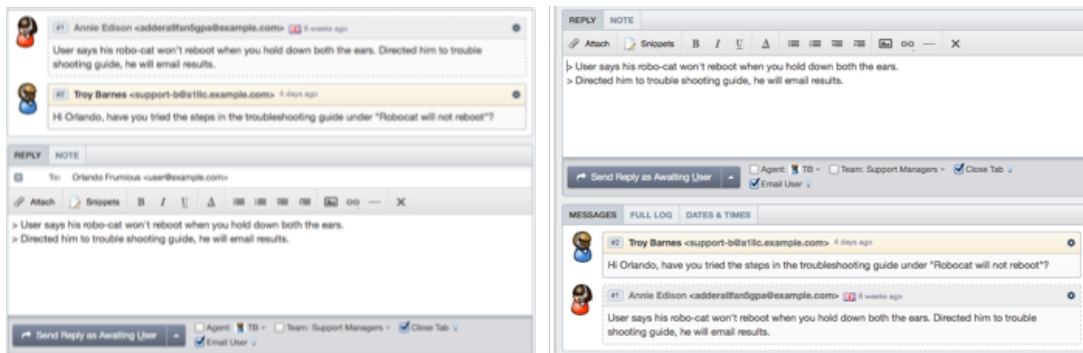 #1 Annie Edison <adderallfan5gpa@example.com> 8 weeks ago
User says his robo-cat won't reboot when you hold down both the ears. Directed him to trouble
shooting guide, he will email results.
#2 Troy Barnes <support-b@a1llc.example.com> 4 days ago
Hi Orlando, have you tried the steps in the troubleshooting guide under "Robocat will not reboot"?
REPLY NOTE
To: Orlando Frumious <user@example.com>
Attach Snippets B I U A X
> User says his robo-cat won't reboot when you hold down both the ears.
> Directed him to trouble shooting guide, he will email results.
Send Reply as Awaiting User
Agent: TB Team: Support Managers Close Tab
Email User
REPLY NOTE
Attach Snippets B I U A X
> User says his robo-cat won't reboot when you hold down both the ears.
> Directed him to trouble shooting guide, he will email results.
Send Reply as Awaiting User
Agent: TB Team: Support Managers Close Tab
Email User
MESSAGES FULL LOG DATES & TIMES
#2 Troy Barnes <support-b@a1llc.example.com> 4 days ago
Hi Orlando, have you tried the steps in the troubleshooting guide under "Robocat will not reboot"?
#1 Annie Edison <adderallfan5gpa@example.com> 8 weeks ago
User says his robo-cat won't reboot when you hold down both the ears. Directed him to trouble
shooting guide, he will email results.